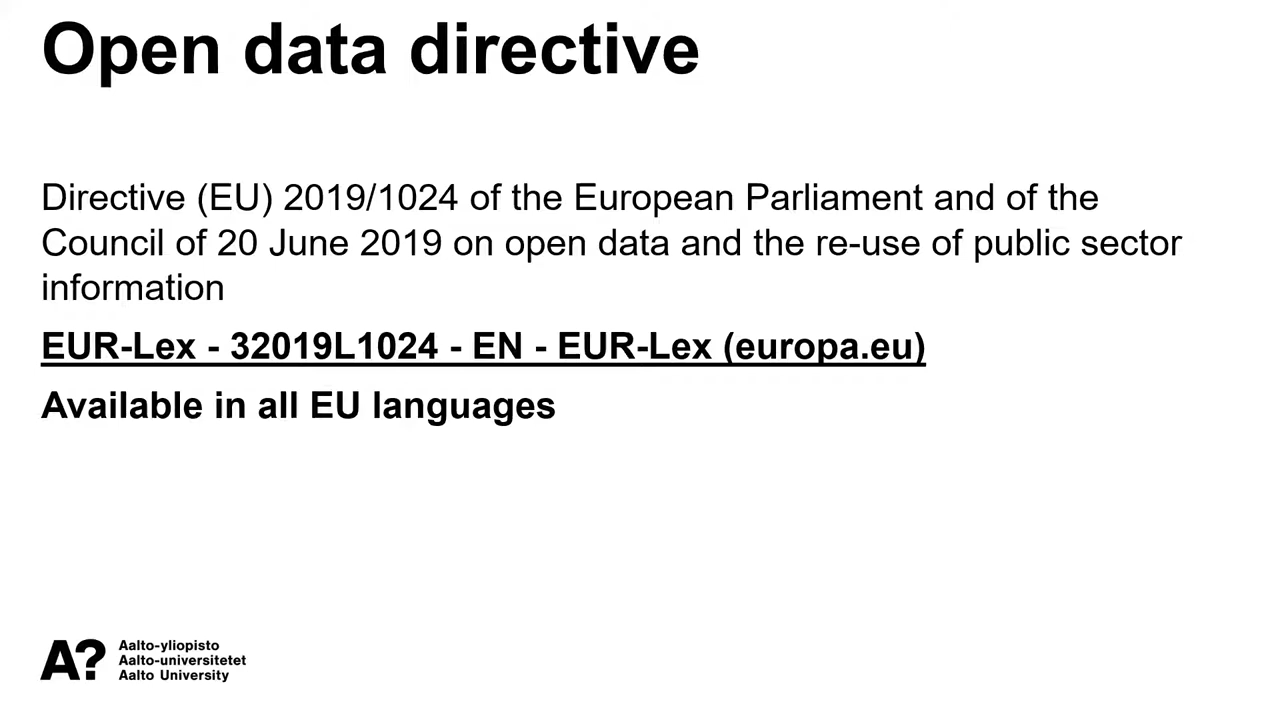 Open data directive
Directive (EU) 2019/1024 of the European Parliament and of the
Council of 20 June 2019 on open data and the re-use of public sector
information
EUR-Lex - 32019L1024 - EN - EUR-Lex (europa.eu)
Available in all EU languages
A?
Aalto-yliopisto
Aalto-universitetet
Aalto University